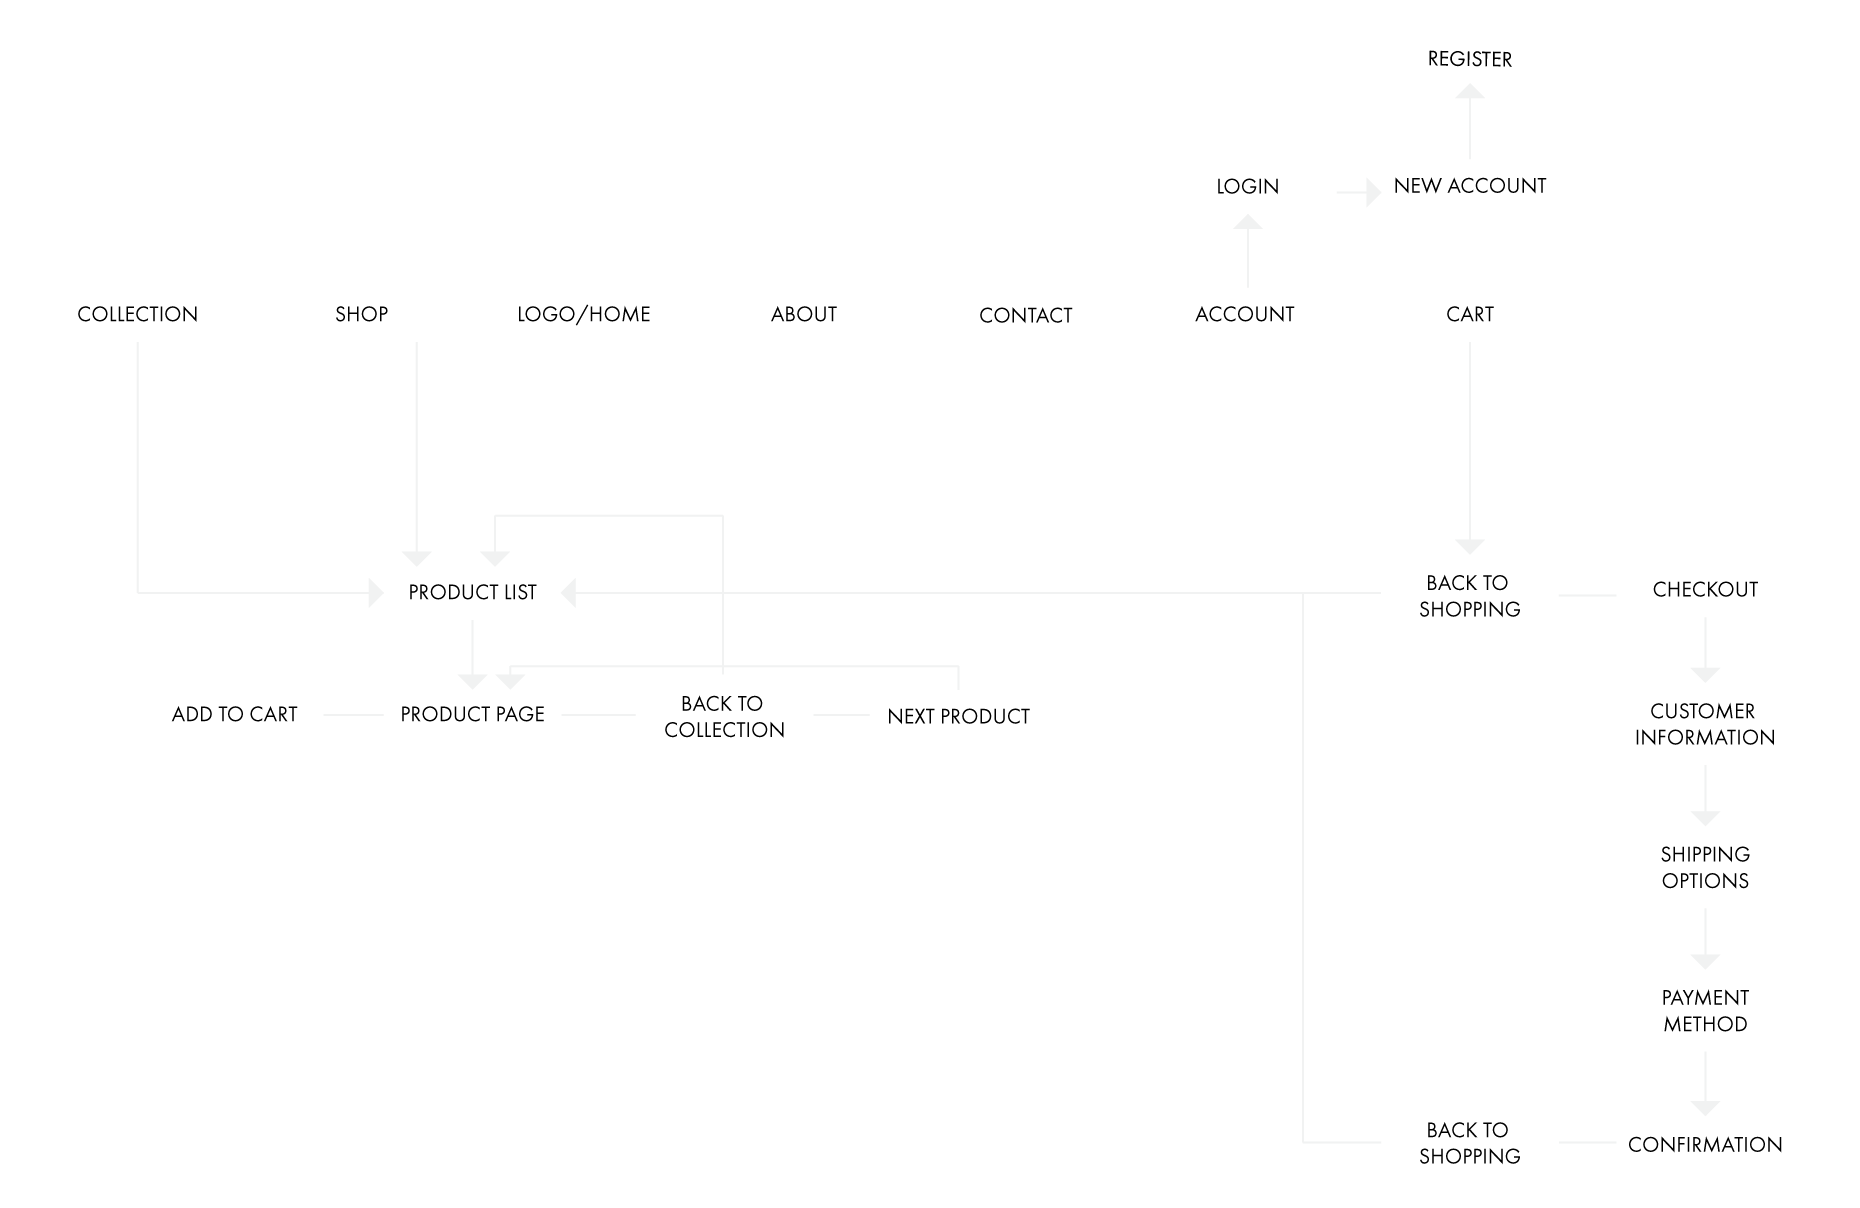 REGISTER
LOGIN
NEW ACCOUNT
COLLECTION
SHOP
LOGO/HOME
ABOUT
CONTACT
ACCOUNT
CART
PRODUCT LIST
BACK TO
SHOPPING
CHECKOUT
ADD TO CART
PRODUCT PAGE
BACK TO
COLLECTION
NEXT PRODUCT
CUSTOMER
INFORMATION
SHIPPING
OPTIONS
PAYMENT
METHOD
BACK TO
SHOPPING
CONFIRMATION